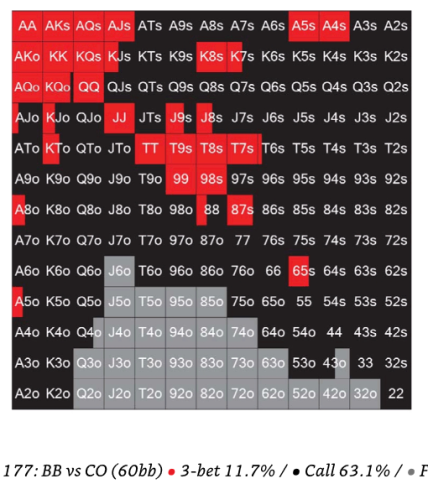 AA AKs AQs AJs ATs A9s A8s A7s A6s A5s A4s A3s A2s
AKo KK KQs KJs KTs K9s K8s K7s K6s K5s K4s K3s K2s
AQo KQo QQ QJs QTs Q9s Q8s Q7s Q6s Q5s Q4s Q3s Q2s
AJo KJo QJo JJ JTs J9s J8s J7s J6s J5s J4s J3s J2s
ATo KTo QTo JTo TT T9s T8s T7s T6s T5s T4s T3s T2s
A9o K9o Q9o J9o T9o 99 98s 97s 96s 95s 94s 93s 92s
A8o K8o Q8o J8o T8o 98o 88 87s 86s 85s 84s 83s 82s
A7o K7o Q7o J7o T7o 97o 87o 77 76s 75s 74s 73s 72s
A6o K6o Q6o J6o T6o 96o 86o 76o 66 65s 64s 63s 62s
A5o K5o Q5o J5o T5o 95o 85o 75o 65o 55 54s 53s 52s
A4o K4o Q4o J4o T4o 94o 84o 74o 64o 54o 44 43s 42s
A3o K3o Q3o J3o T3o 93o 83o 73o 63o 53o 43o 33 32s
A2o K2o Q2o J2o T2o 92o 82o 72o 62o 52o 42o 32o 22
177: BB vs CO (60bb) • 3-bet 11.7% / • Call 63.1% / • F